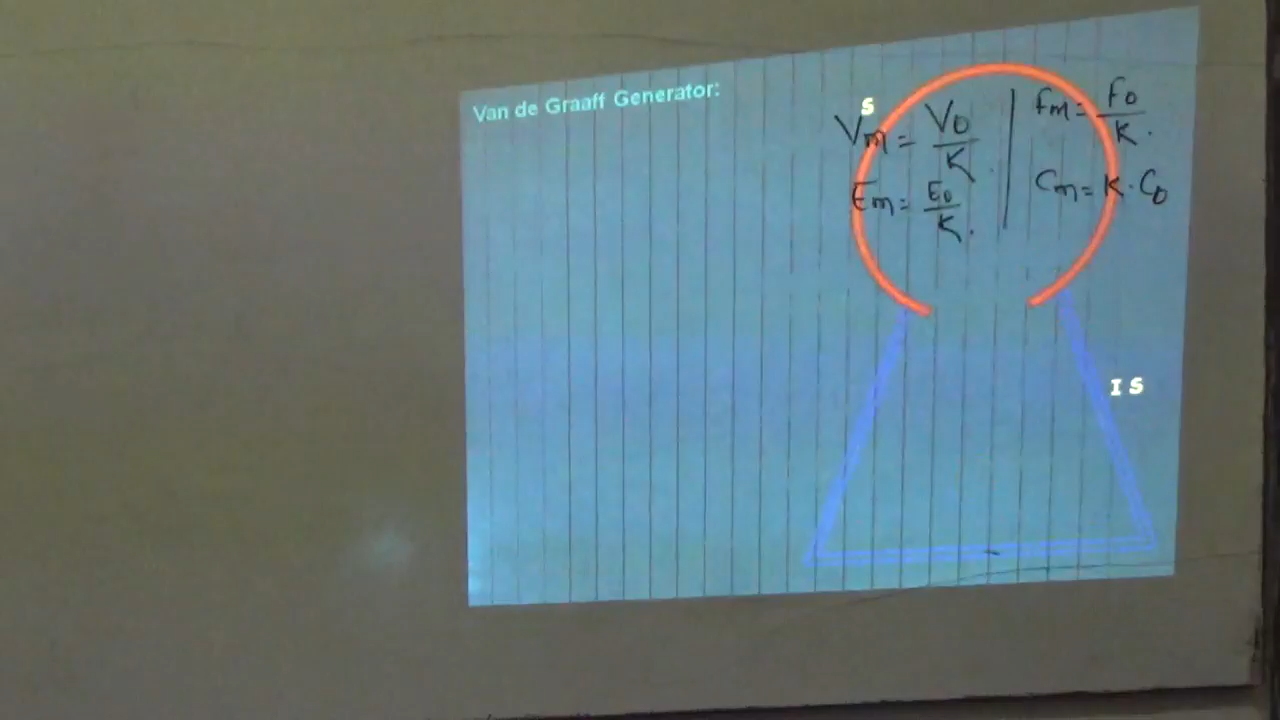 Van de Graaff Generator:
S
Vm = V0/K
Em = E0/K.
Fm = F0/K.
Cm = K · C0
I S